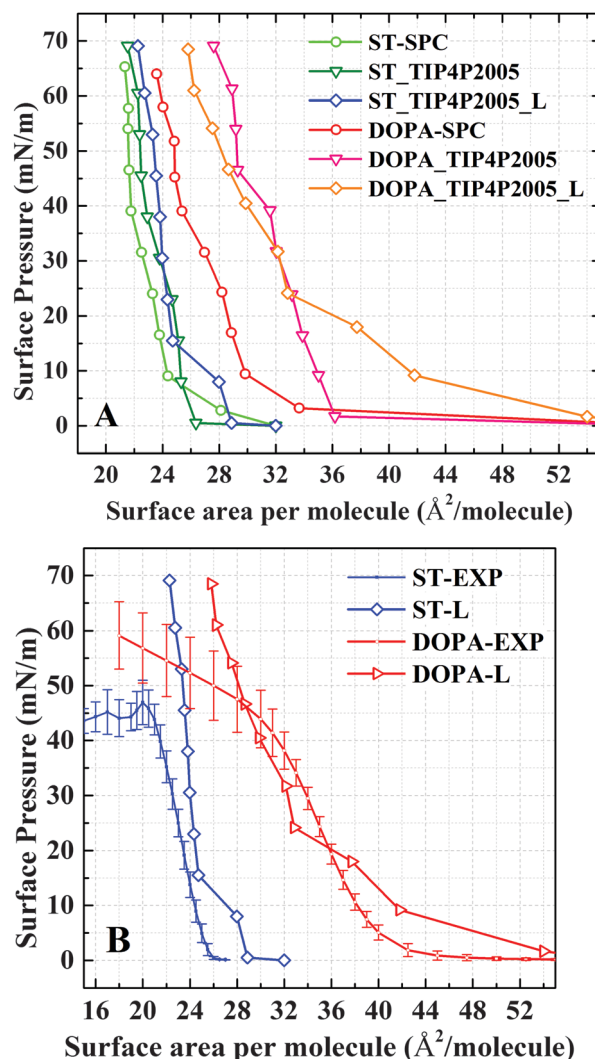 70
60
50
40
30
20
10
0
Surface Pressure (mN/m)
ST-SPC
ST_TIP4P2005
ST_TIP4P2005_L
DOPA-SPC
DOPA_TIP4P2005
DOPA_TIP4P2005_L
A
20 24 28 32 36 40 44 48 52
Surface area per molecule (Å²/molecule)
70
60
50
40
30
20
10
0
Surface Pressure (mN/m)
ST-EXP
ST-L
DOPA-EXP
DOPA-L
B
16 20 24 28 32 36 40 44 48 52
Surface area per molecule (Å²/molecule)